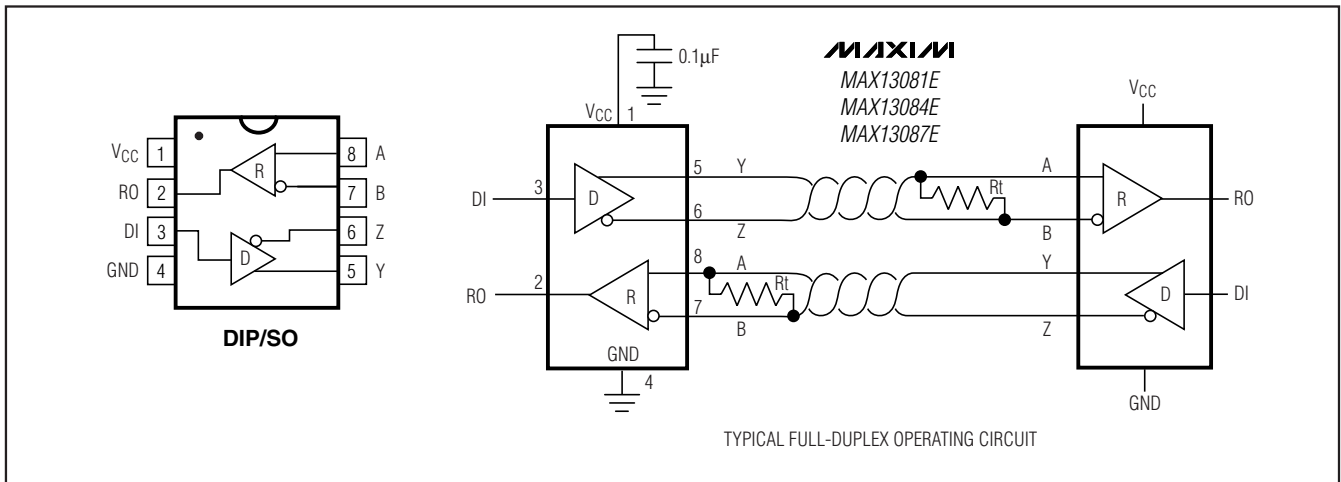 VCC 1
RO 2
DI 3
GND 4
R
D
8 A
7 B
6 Z
5 Y
DIP/SO
0.1µF
VCC 1
DI 3
D
5 Y
6 Z
RO 2
R
8 A
7 B
GND
4
Rt
Rt
MAXIM
MAX13081E
MAX13084E
MAX13087E
VCC
A
B
R
RO
Y
Z
D
DI
GND
TYPICAL FULL-DUPLEX OPERATING CIRCUIT